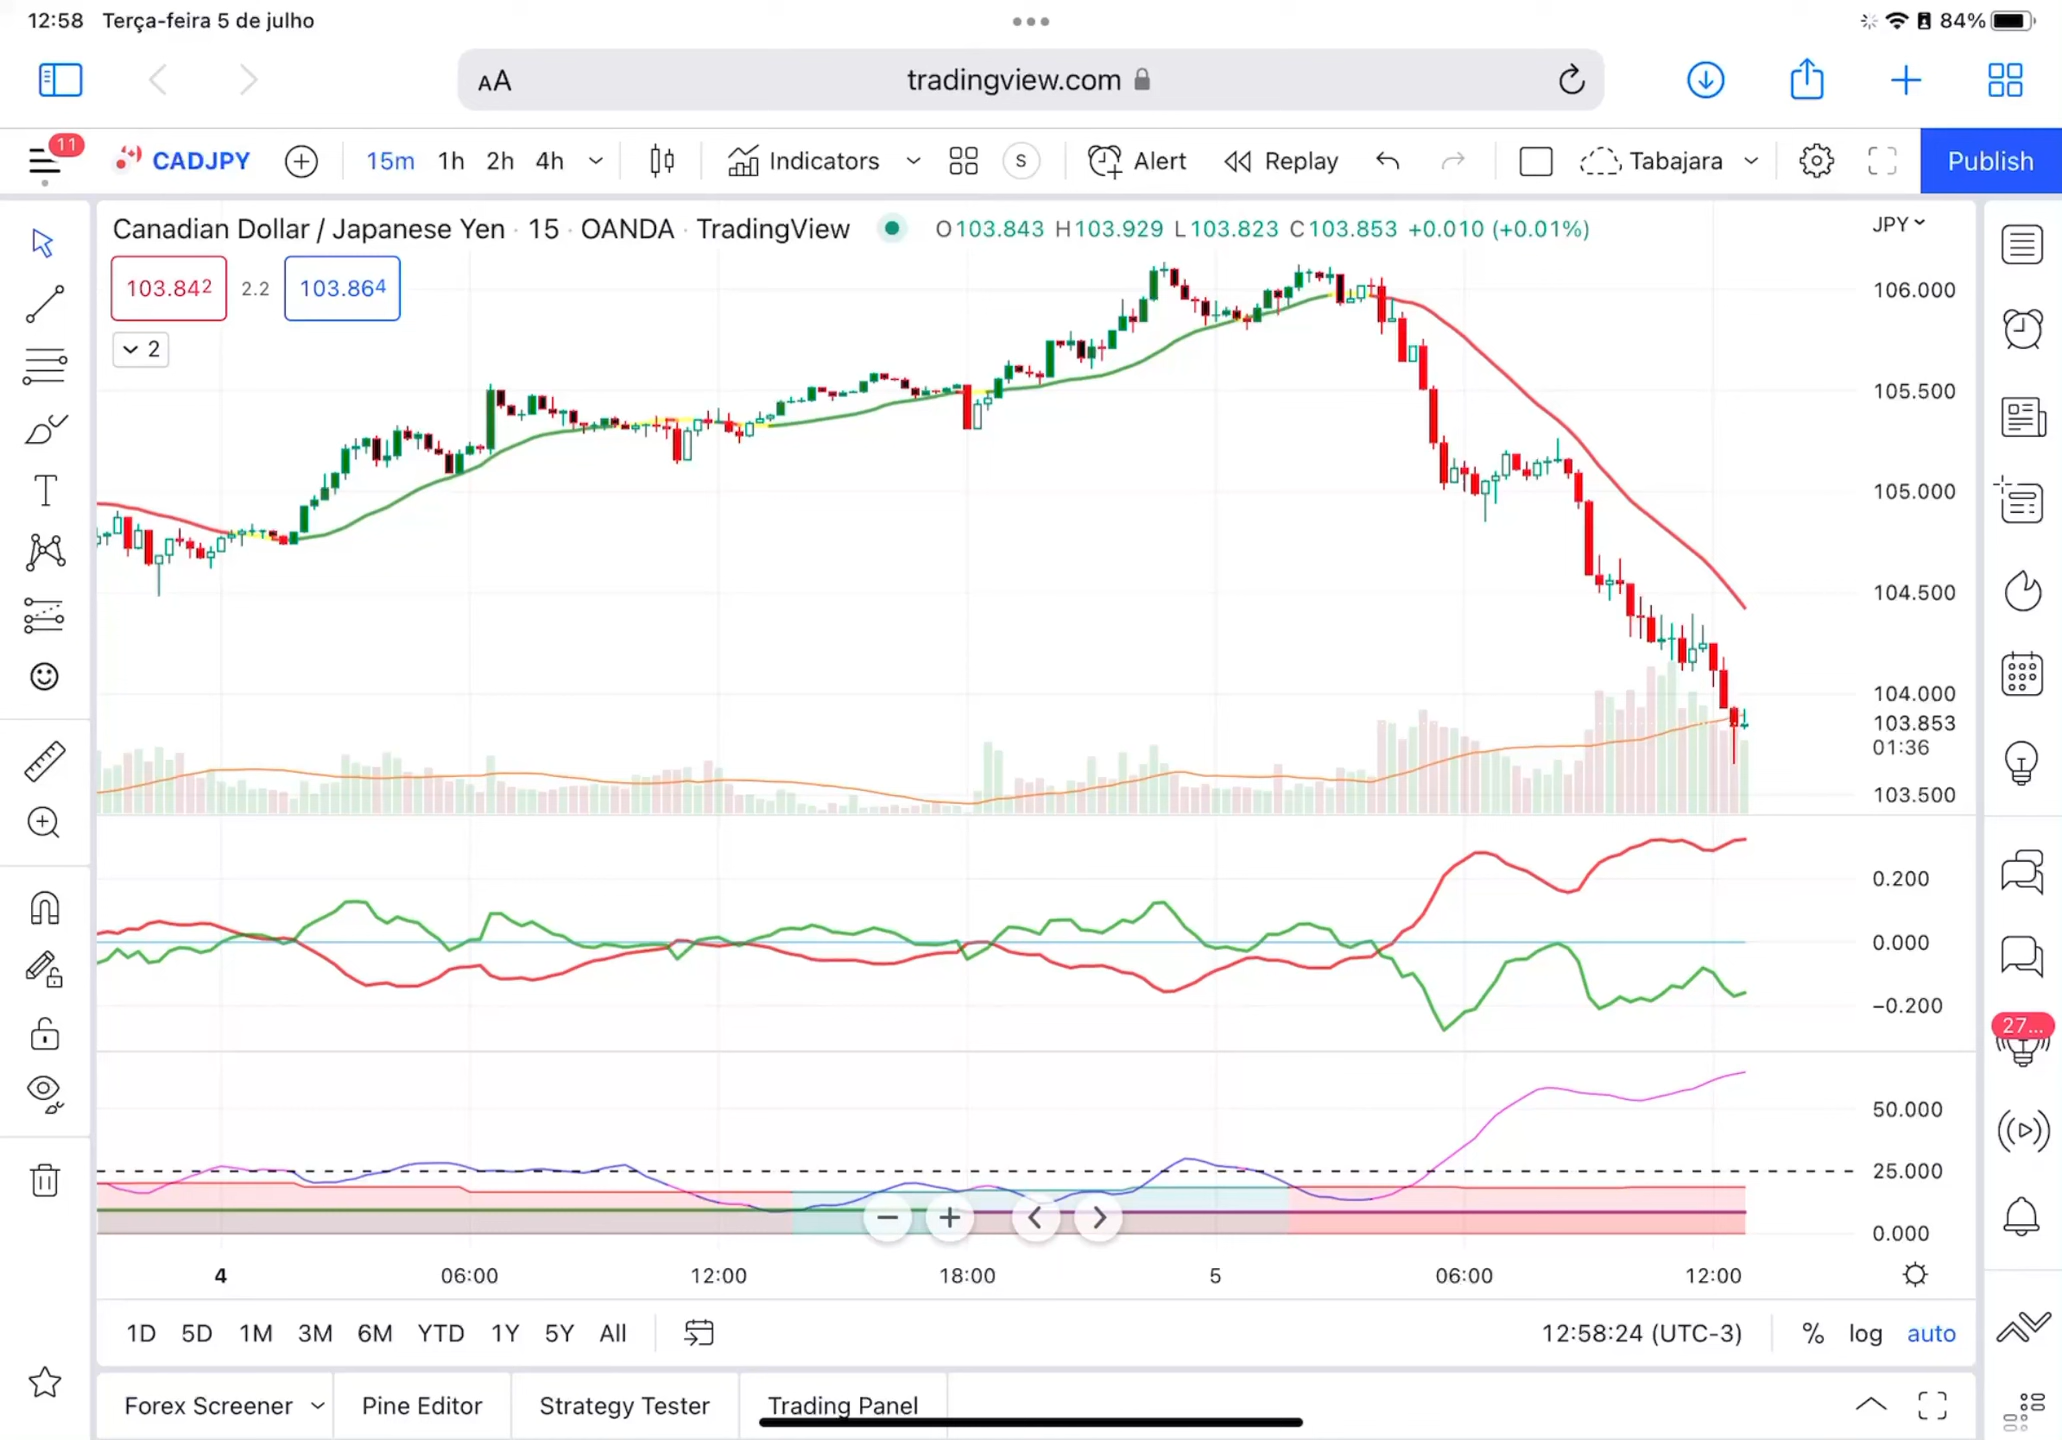 12:58 Terça-feira 5 de julho
84%
AA tradingview.com
11
CADJPY 15m 1h 2h 4h Indicators S Alert Replay Tabajara Publish
Canadian Dollar / Japanese Yen · 15 · OANDA · TradingView O103.843 H103.929 L103.823 C103.853 +0.010 (+0.01%)
JPY
103.842 2.2 103.864
2
106.000
105.500
105.000
104.500
104.000
103.853
01:36
103.500
0.200
0.000
−0.200
27...
50.000
25.000
0.000
4 06:00 12:00 18:00 5 06:00 12:00
1D 5D 1M 3M 6M YTD 1Y 5Y All 12:58:24 (UTC-3) % log auto
Forex Screener Pine Editor Strategy Tester Trading Panel